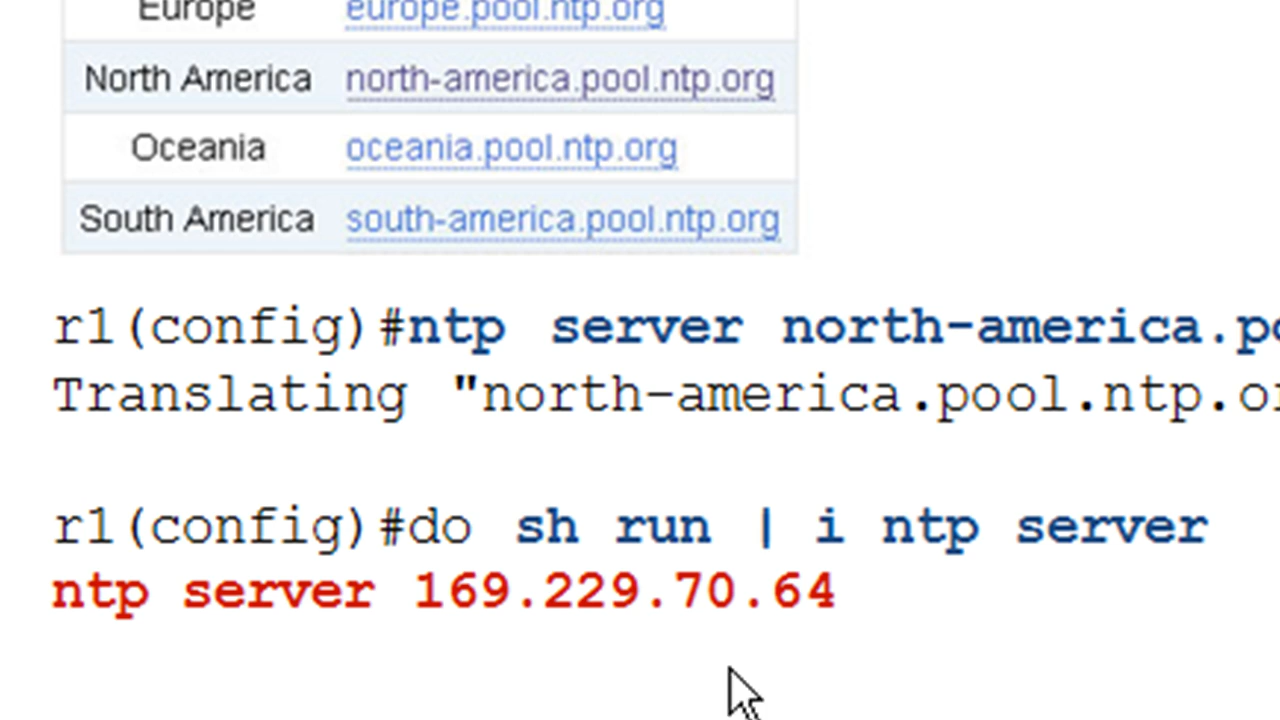 Europe europe.pool.ntp.org
North America north-america.pool.ntp.org
Oceania oceania.pool.ntp.org
South America south-america.pool.ntp.org
r1(config)#ntp server north-america.po
Translating "north-america.pool.ntp.or
r1(config)#do sh run | i ntp server
ntp server 169.229.70.64